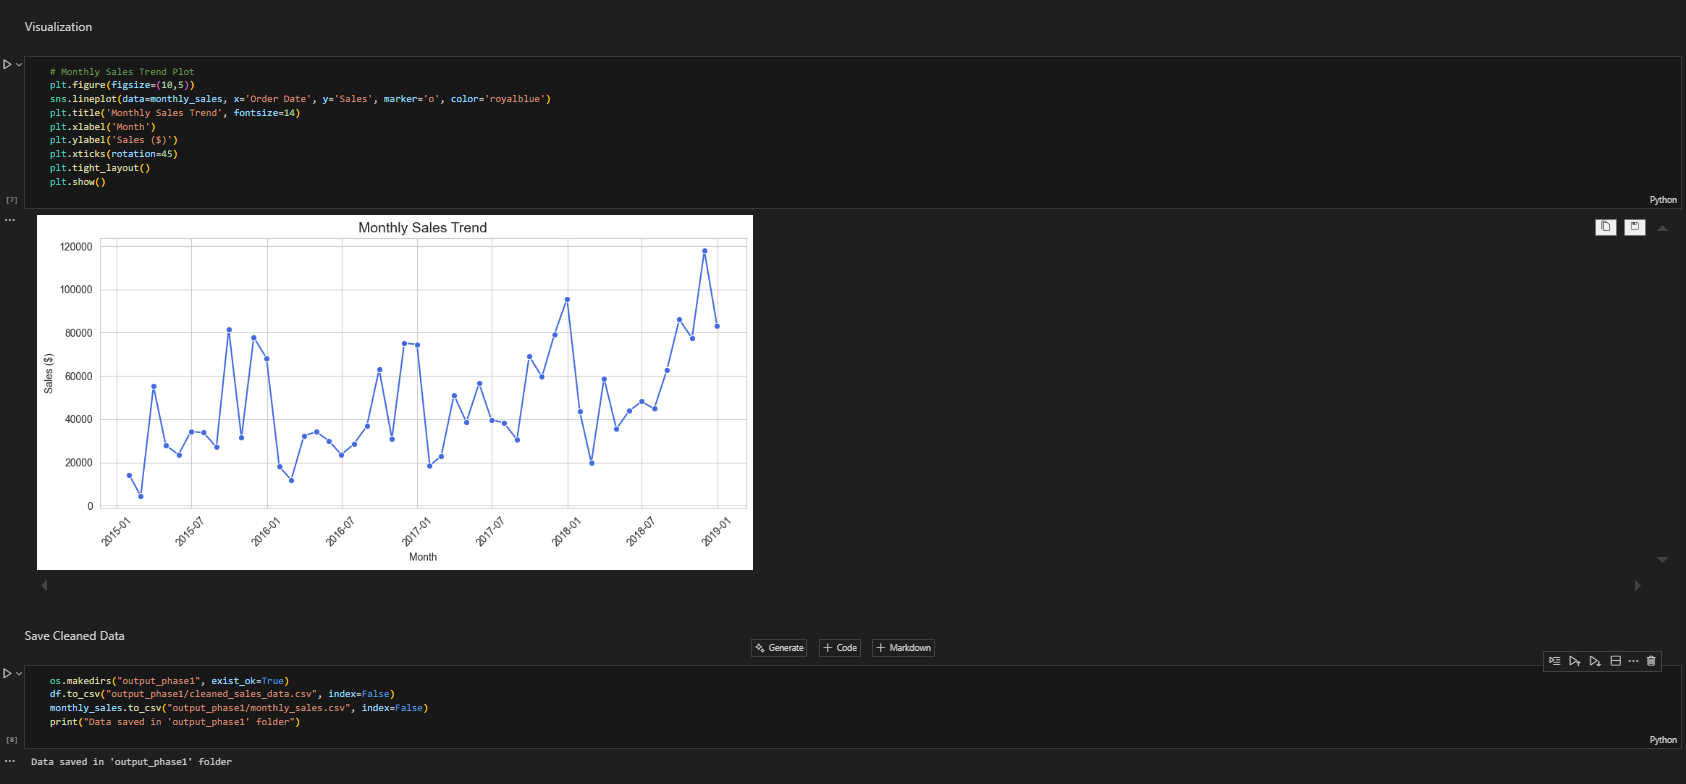 Visualization
# Monthly Sales Trend Plot
plt.figure(figsize=(10,5))
sns.lineplot(data=monthly_sales, x='Order Date', y='Sales', marker='o', color='royalblue')
plt.title('Monthly Sales Trend', fontsize=14)
plt.xlabel('Month')
plt.ylabel('Sales ($)')
plt.xticks(rotation=45)
plt.tight_layout()
plt.show()
[7]
Python
...
Monthly Sales Trend
120000
100000
80000
60000
40000
20000
0
Sales ($)
2015-01
2015-07
2016-01
2016-07
2017-01
2017-07
2018-01
2018-07
2019-01
Month
Save Cleaned Data
Generate
+ Code
+ Markdown
os.makedirs("output_phase1", exist_ok=True)
df.to_csv("output_phase1/cleaned_sales_data.csv", index=False)
monthly_sales.to_csv("output_phase1/monthly_sales.csv", index=False)
print("Data saved in 'output_phase1' folder")
[8]
Python
...
Data saved in 'output_phase1' folder